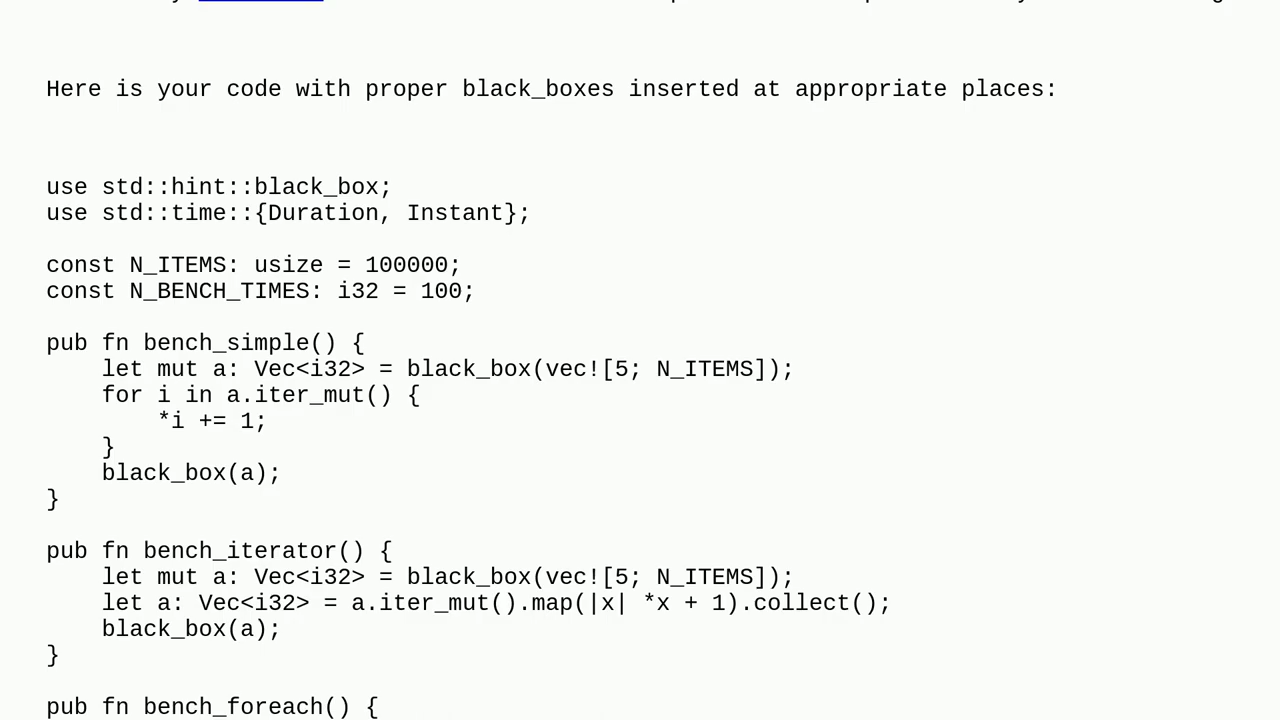 Here is your code with proper black_boxes inserted at appropriate places:
use std::hint::black_box;
use std::time::{Duration, Instant};
const N_ITEMS: usize = 100000;
const N_BENCH_TIMES: i32 = 100;
pub fn bench_simple() {
    let mut a: Vec<i32> = black_box(vec![5; N_ITEMS]);
    for i in a.iter_mut() {
        *i += 1;
    }
    black_box(a);
}
pub fn bench_iterator() {
    let mut a: Vec<i32> = black_box(vec![5; N_ITEMS]);
    let a: Vec<i32> = a.iter_mut().map(|x| *x + 1).collect();
    black_box(a);
}
pub fn bench_foreach() {